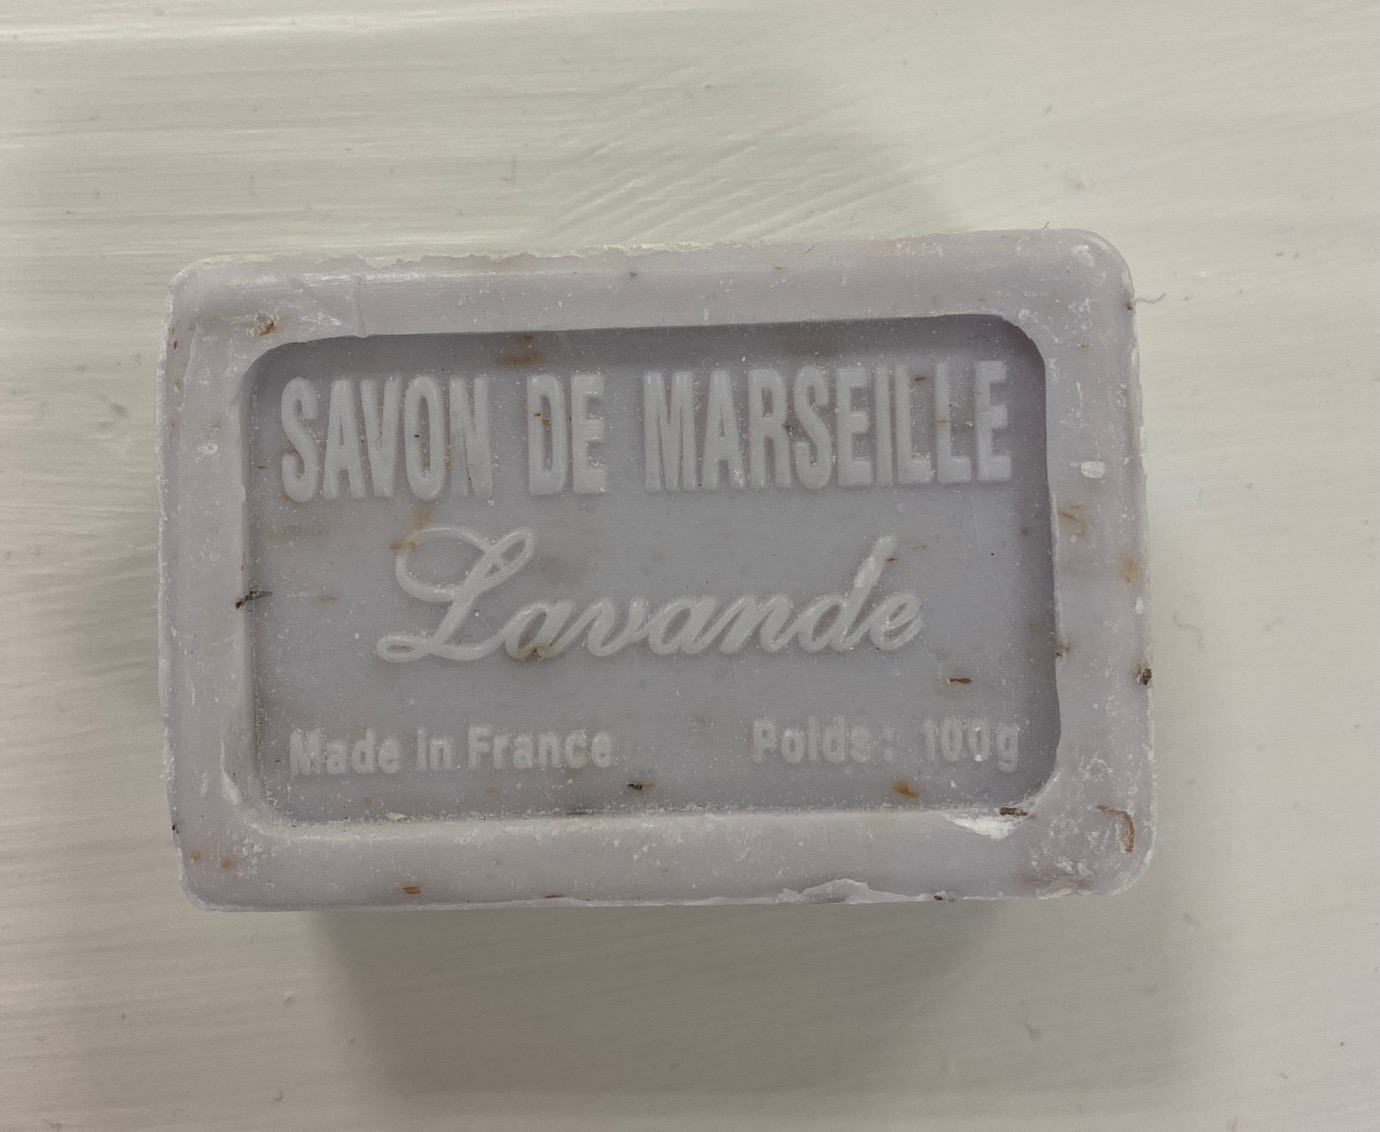 SAVON DE MARSEILLE
Lavande
Made in France Poids: 100g